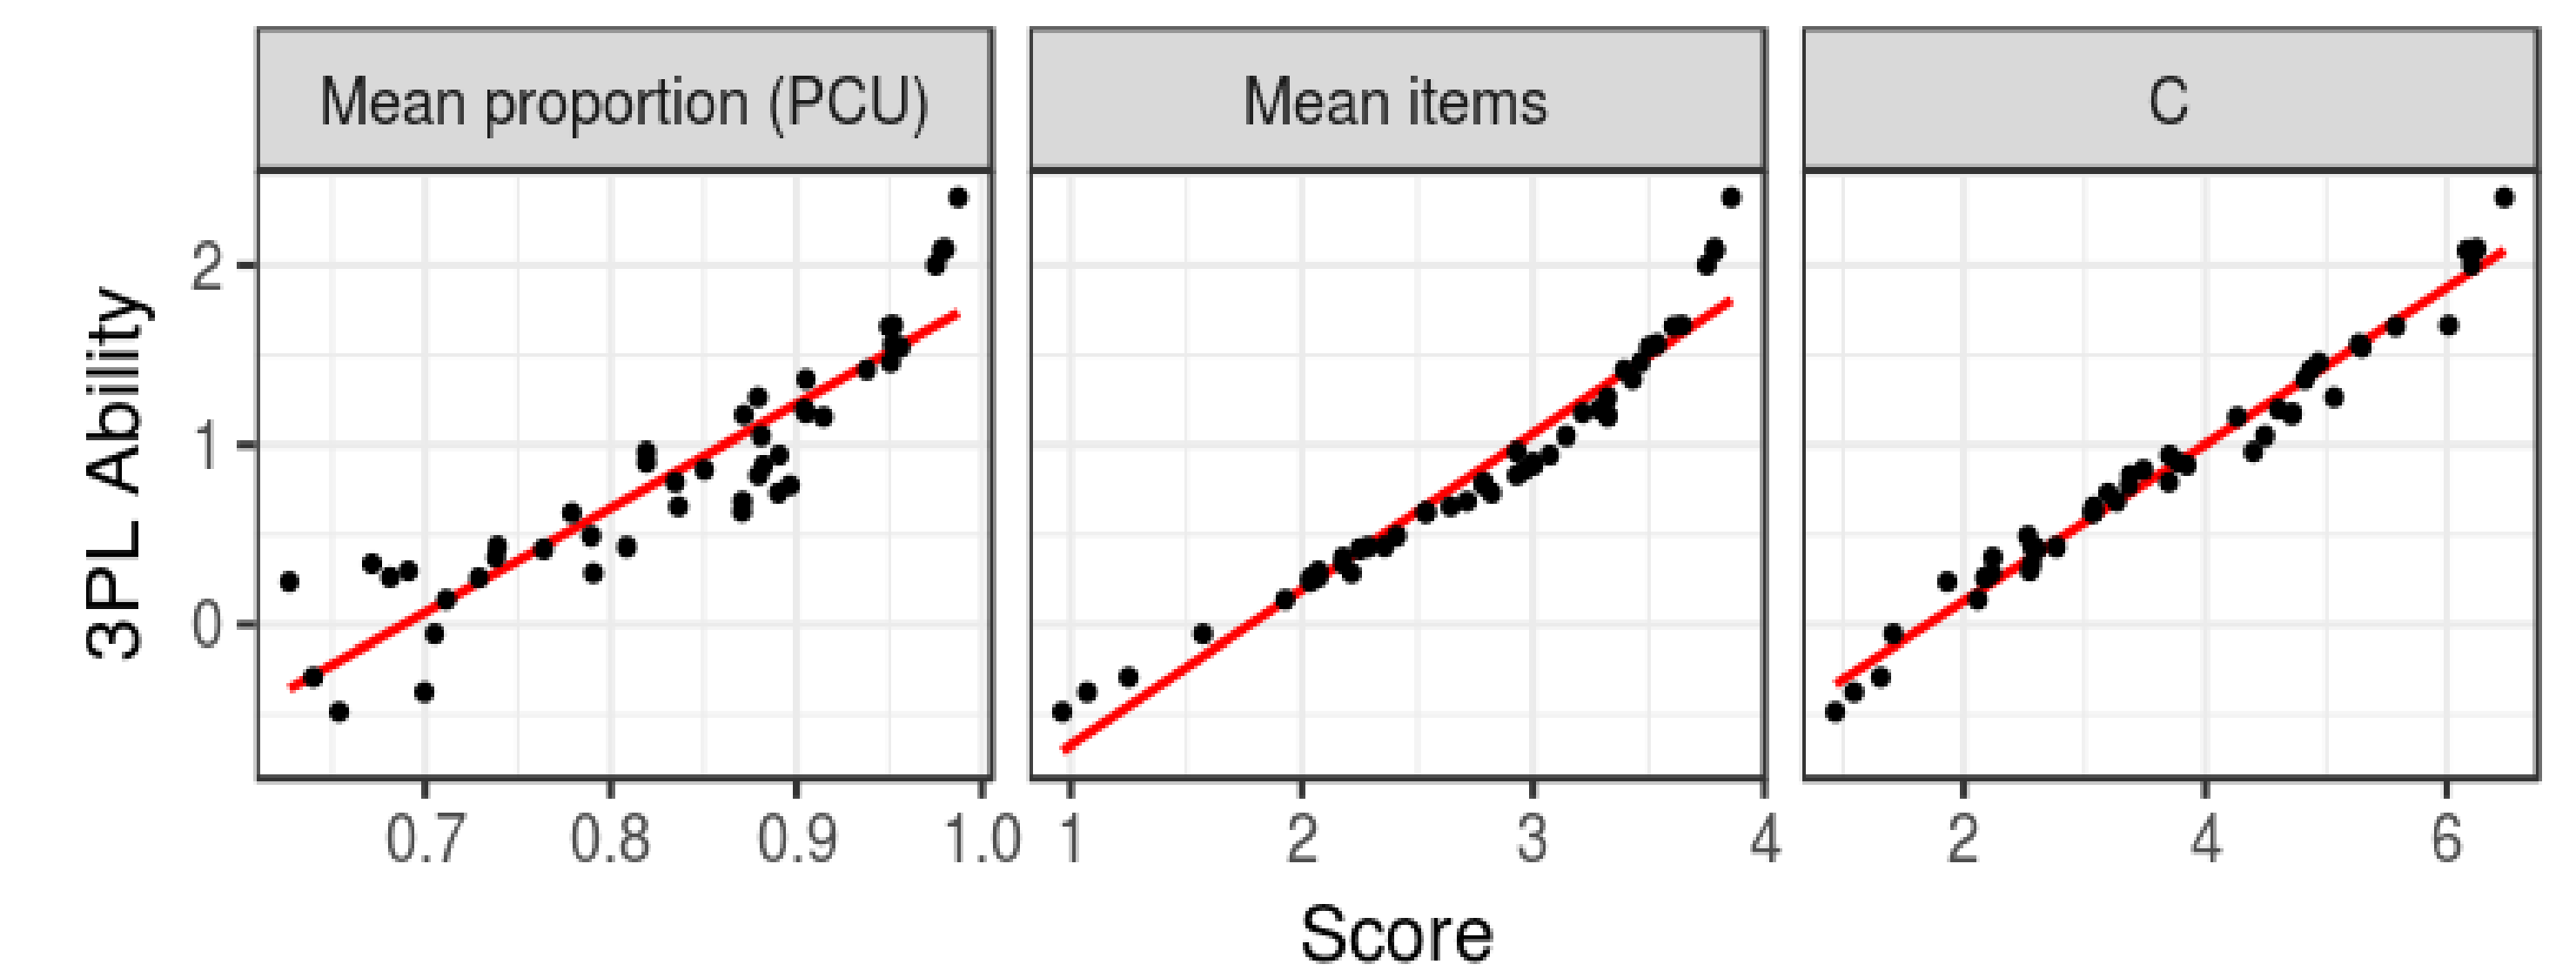 Mean proportion (PCU)
Mean items
C
3PL Ability
2
1
0
0.7 0.8 0.9 1.0
1 2 3 4
2 4 6
Score